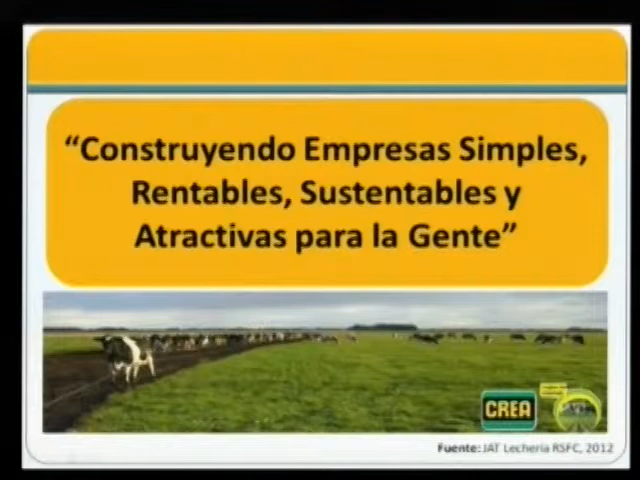 “Construyendo Empresas Simples,
Rentables, Sustentables y
Atractivas para la Gente”
CREA
Fuente: JAT Lechería RSFC, 2012